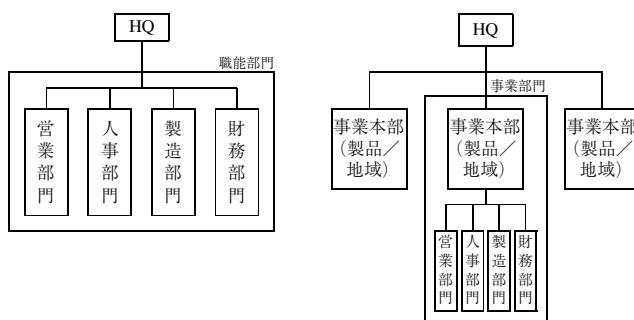 HQ
職能部門
営業部門
人事部門
製造部門
財務部門
HQ
事業部門
事業本部
(製品／
地域)
事業本部
(製品／
地域)
事業本部
(製品／
地域)
営業部門
人事部門
製造部門
財務部門